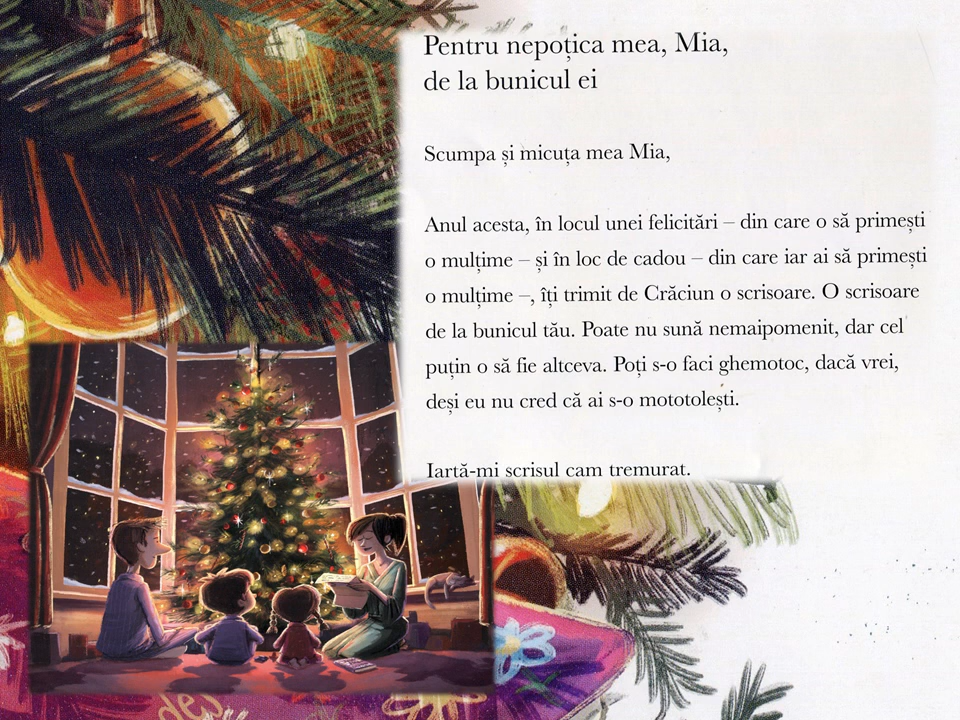 Pentru nepoțica mea, Mia,
de la bunicul ei
Scumpa și micuța mea Mia,
Anul acesta, în locul unei felicitări – din care o să primești
o mulțime – și în loc de cadou – din care iar ai să primești
o mulțime –, îți trimit de Crăciun o scrisoare. O scrisoare
de la bunicul tău. Poate nu sună nemaipomenit, dar cel
puțin o să fie altceva. Poți s-o faci ghemotoc, dacă vrei,
deși eu nu cred că ai s-o mototolești.
Iartă-mi scrisul cam tremurat.